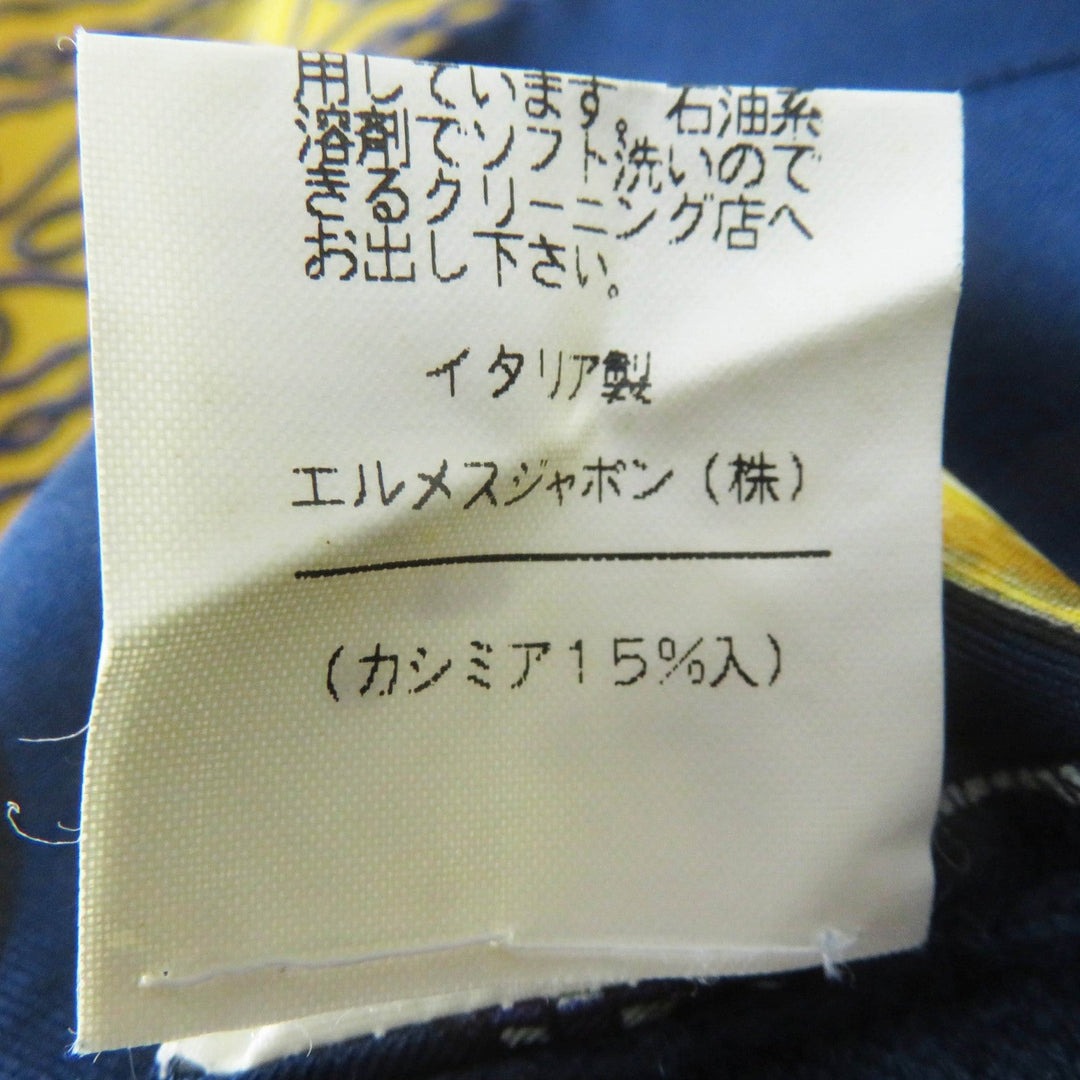 用しています。石油系
溶剤でソフト洗いので
きるクリーニング店へ
お出し下さい。
イタリア製
エルメスジャポン(株)
(カシミア15%入)